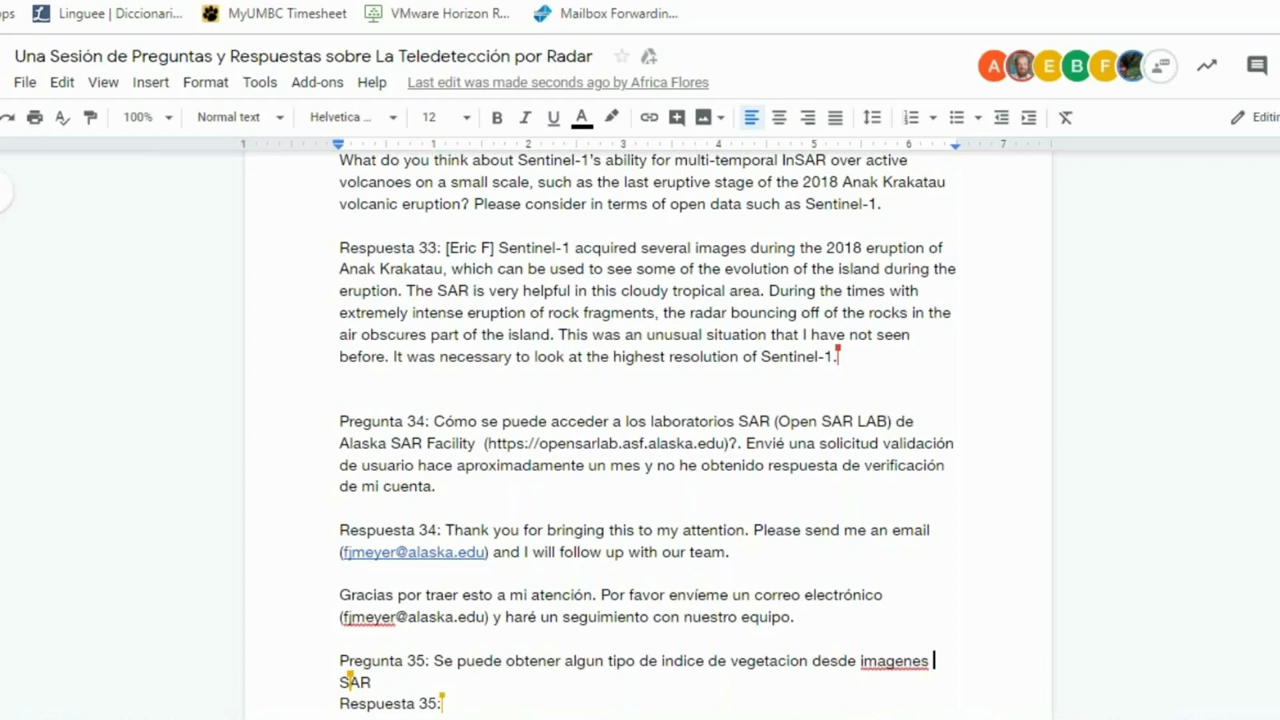 ps Linguee | Diccionari... MyUMBC Timesheet VMware Horizon R... Mailbox Forwardin...
Una Sesión de Preguntas y Respuestas sobre La Teledetección por Radar
A E B F
File Edit View Insert Format Tools Add-ons Help Last edit was made seconds ago by Africa Flores
100% Normal text Helvetica ... 12 B I U A Editin
1 1 2 3 4 5 6 7
What do you think about Sentinel-1's ability for multi-temporal InSAR over active
volcanoes on a small scale, such as the last eruptive stage of the 2018 Anak Krakatau
volcanic eruption? Please consider in terms of open data such as Sentinel-1.
Respuesta 33: [Eric F] Sentinel-1 acquired several images during the 2018 eruption of
Anak Krakatau, which can be used to see some of the evolution of the island during the
eruption. The SAR is very helpful in this cloudy tropical area. During the times with
extremely intense eruption of rock fragments, the radar bouncing off of the rocks in the
air obscures part of the island. This was an unusual situation that I have not seen
before. It was necessary to look at the highest resolution of Sentinel-1.
Pregunta 34: Cómo se puede acceder a los laboratorios SAR (Open SAR LAB) de
Alaska SAR Facility (https://opensarlab.asf.alaska.edu)?. Envié una solicitud validación
de usuario hace aproximadamente un mes y no he obtenido respuesta de verificación
de mi cuenta.
Respuesta 34: Thank you for bringing this to my attention. Please send me an email
(fjmeyer@alaska.edu) and I will follow up with our team.
Gracias por traer esto a mi atención. Por favor envíeme un correo electrónico
(fjmeyer@alaska.edu) y haré un seguimiento con nuestro equipo.
Pregunta 35: Se puede obtener algun tipo de indice de vegetacion desde imagenes
SAR
Respuesta 35: